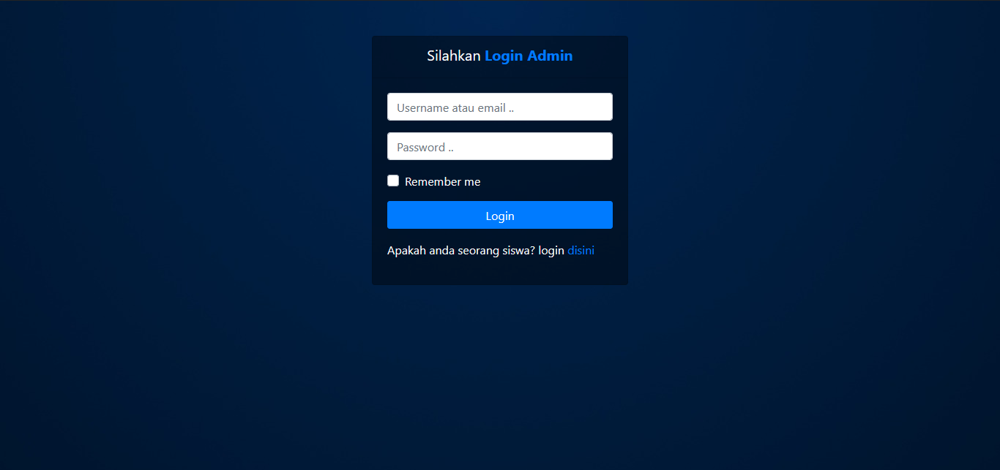 Silahkan Login Admin
Username atau email ..
Password ..
Remember me
Login
Apakah anda seorang siswa? login disini